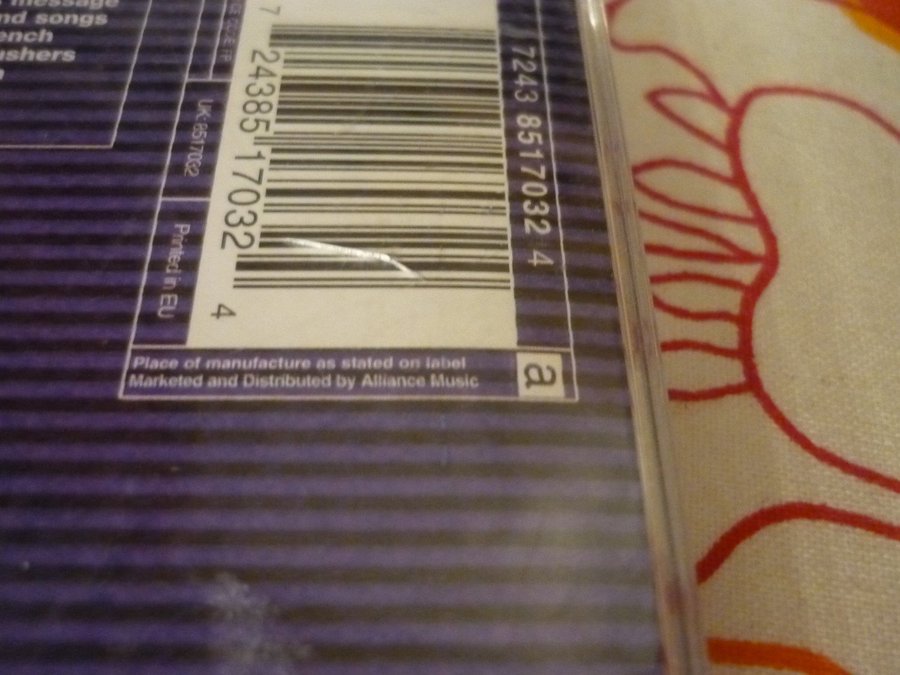 message
nd songs
ench
ushers
7
24385 17032
4
7243 8517032 4
UK: 8517032
Printed in EU
Place of manufacture as stated on label
Marketed and Distributed by Alliance Music
a